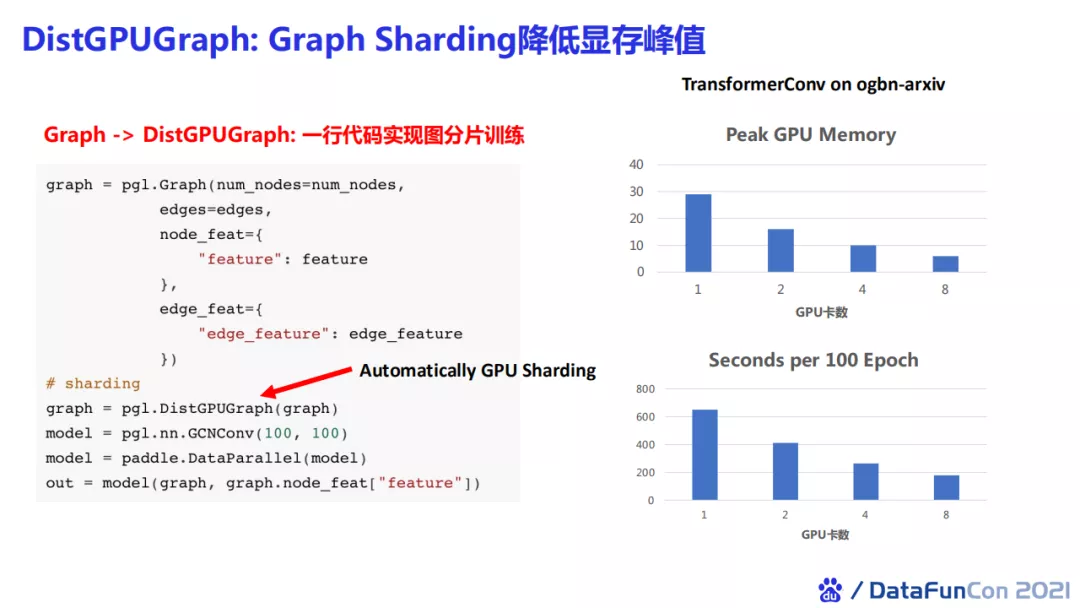 DistGPUGraph: Graph Sharding降低显存峰值
Graph -> DistGPUGraph: 一行代码实现图分片训练
graph = pgl.Graph(num_nodes=num_nodes,
edges=edges,
node_feat={
"feature": feature
},
edge_feat={
"edge_feature": edge_feature
})
# sharding
graph = pgl.DistGPUGraph(graph)
model = pgl.nn.GCNConv(100, 100)
model = paddle.DataParallel(model)
out = model(graph, graph.node_feat["feature"])
Automatically GPU Sharding
TransformerConv on ogbn-arxiv
Peak GPU Memory
40
30
20
10
0
1 2 4 8
GPU卡数
Seconds per 100 Epoch
800
600
400
200
0
1 2 4 8
GPU卡数
du / DataFunCon 2021